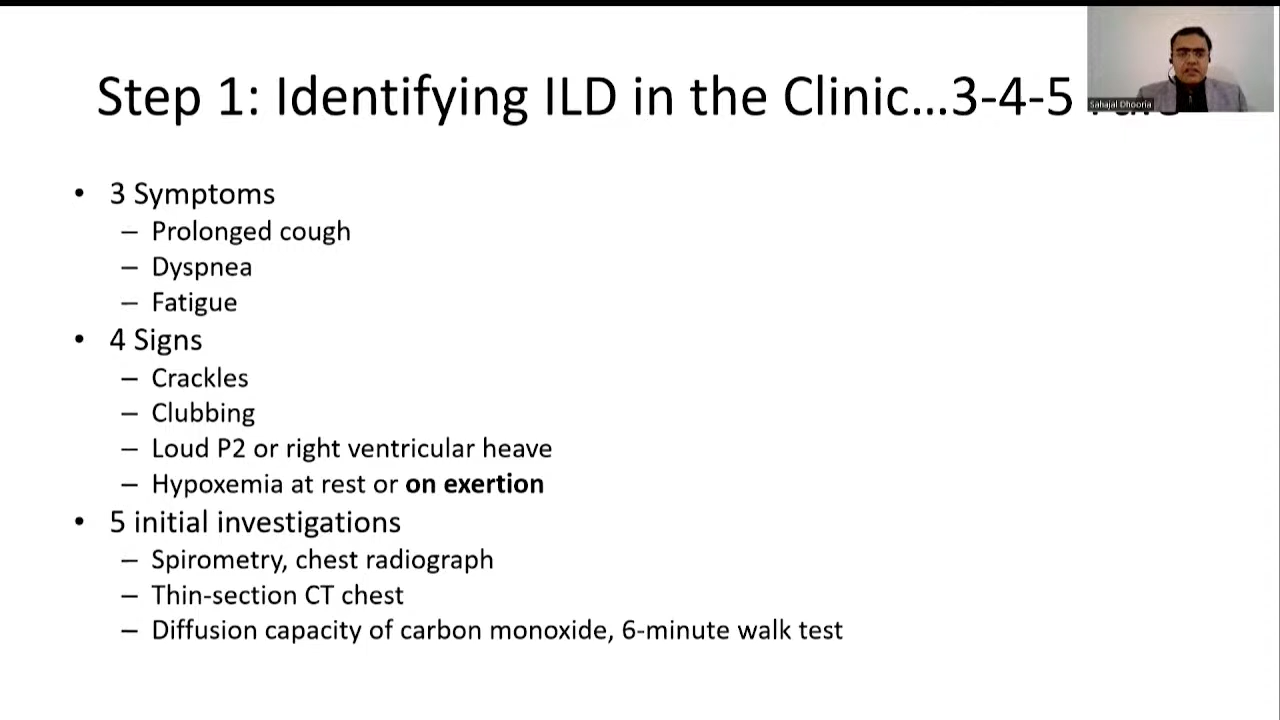 Step 1: Identifying ILD in the Clinic...3-4-5
Sahajal Dhooria
• 3 Symptoms
– Prolonged cough
– Dyspnea
– Fatigue
• 4 Signs
– Crackles
– Clubbing
– Loud P2 or right ventricular heave
– Hypoxemia at rest or on exertion
• 5 initial investigations
– Spirometry, chest radiograph
– Thin-section CT chest
– Diffusion capacity of carbon monoxide, 6-minute walk test